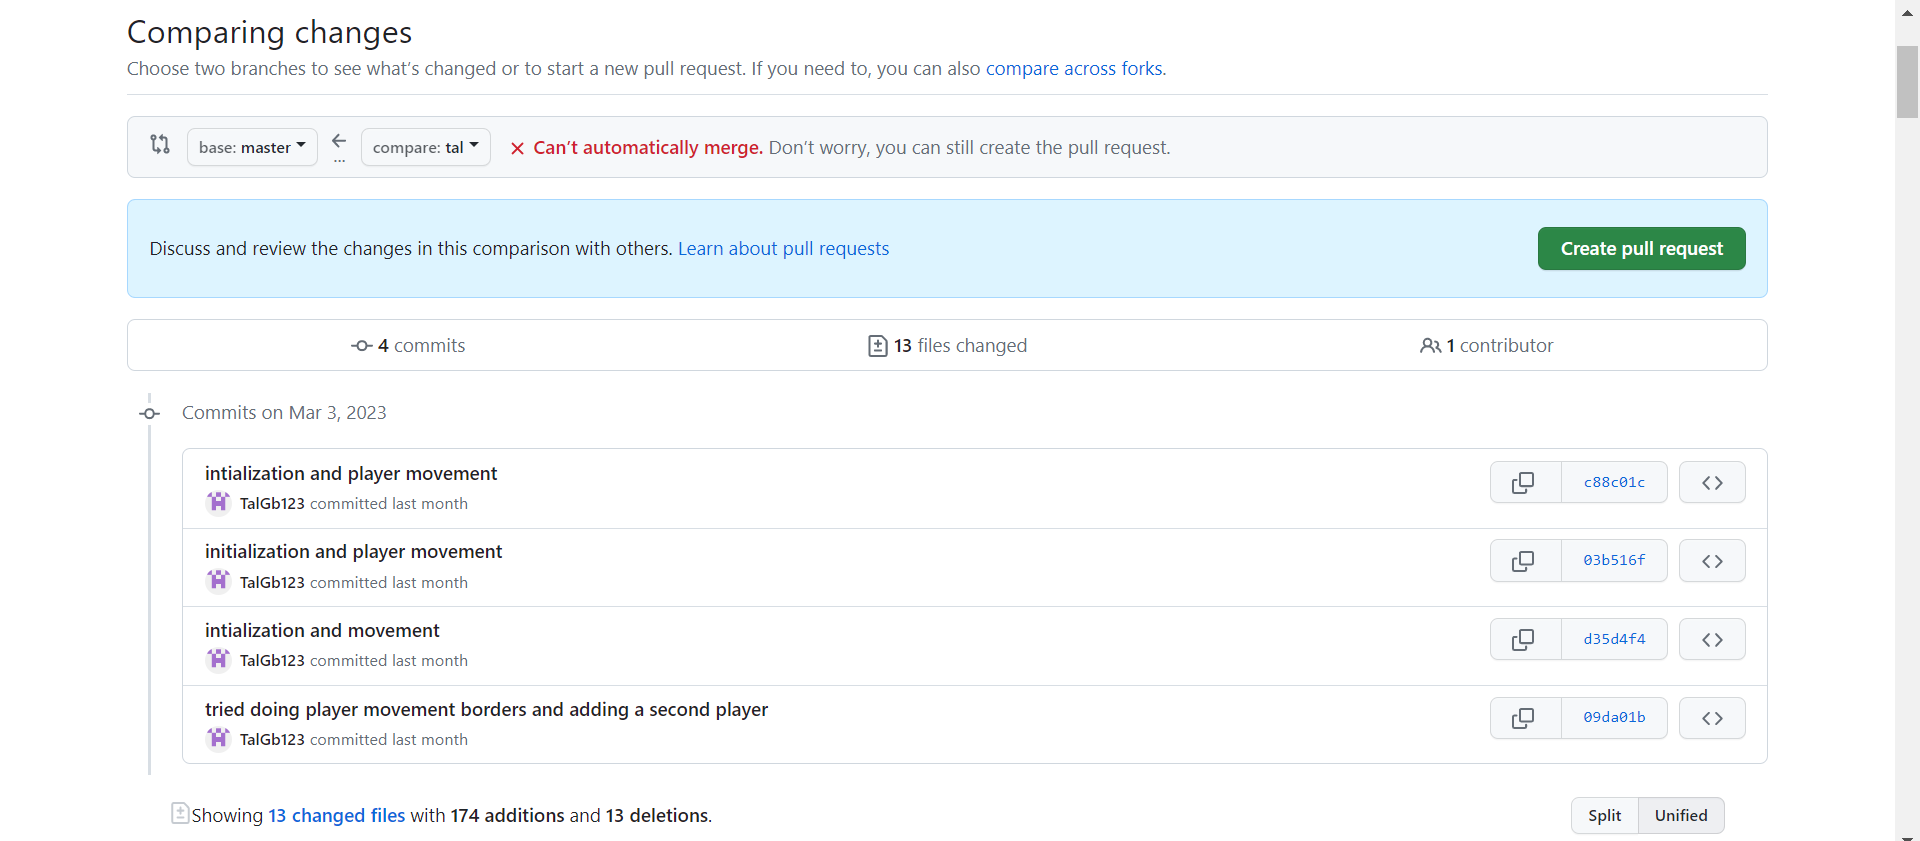 Comparing changes
Choose two branches to see what’s changed or to start a new pull request. If you need to, you can also compare across forks.
base: master ... compare: tal Can’t automatically merge. Don’t worry, you can still create the pull request.
Discuss and review the changes in this comparison with others. Learn about pull requests Create pull request
4 commits 13 files changed 1 contributor
Commits on Mar 3, 2023
intialization and player movement
TalGb123 committed last month
c88c01c
initialization and player movement
TalGb123 committed last month
03b516f
intialization and movement
TalGb123 committed last month
d35d4f4
tried doing player movement borders and adding a second player
TalGb123 committed last month
09da01b
Showing 13 changed files with 174 additions and 13 deletions.
Split Unified